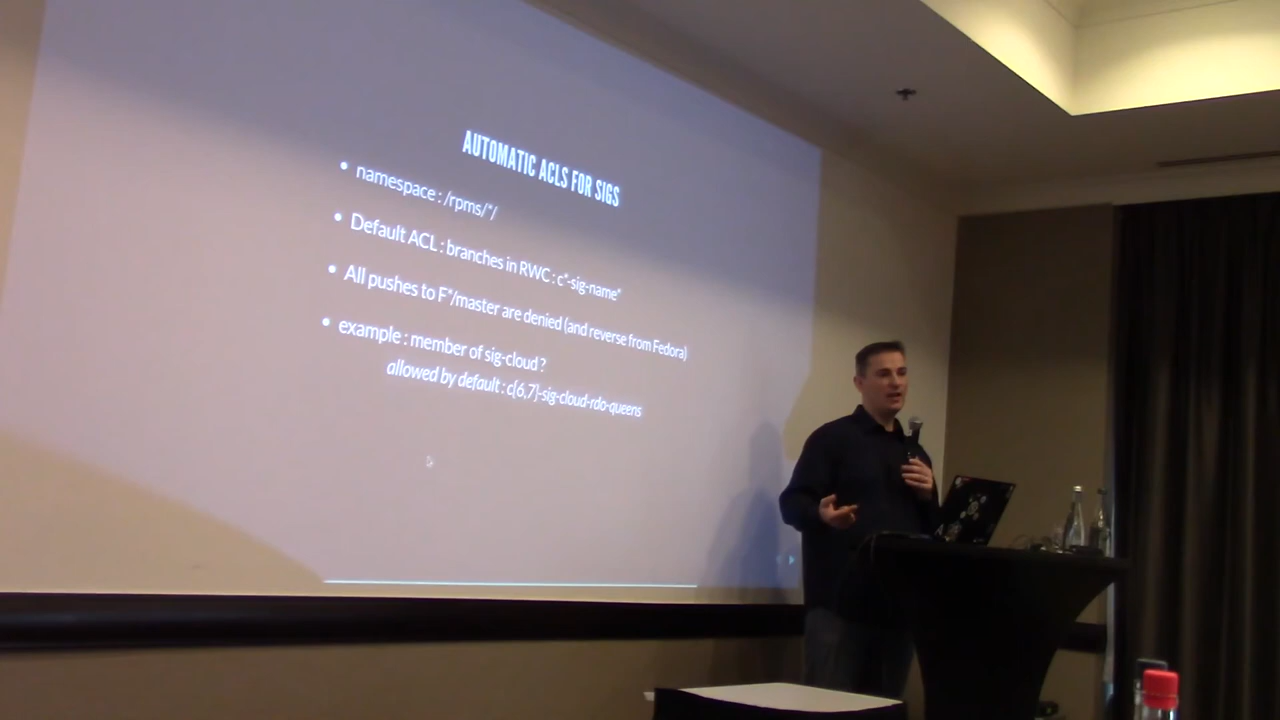 AUTOMATIC ACLS FOR SIGS
namespace : /rpms/*/
Default ACL : branches in RWC : c*-sig-name*
All pushes to F*/master are denied (and reverse from Fedora)
example : member of sig-cloud ?
allowed by default : c[6,7]-sig-cloud-rdo-queens